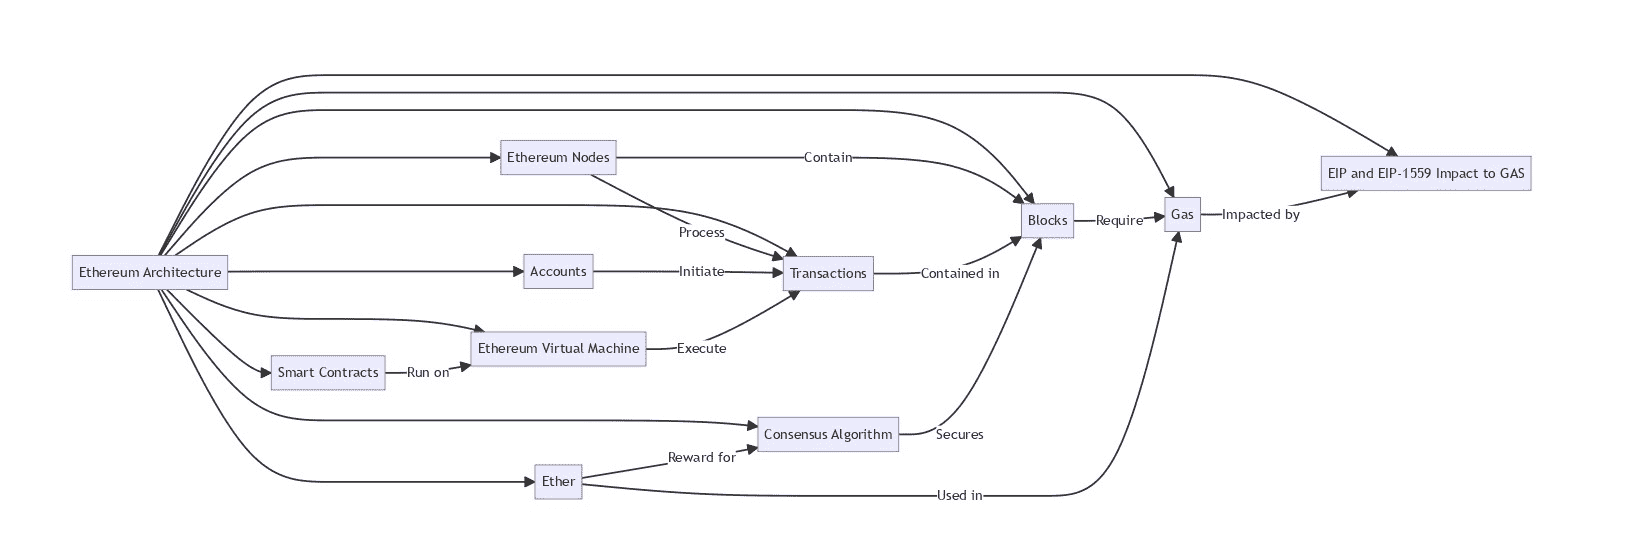 Ethereum Nodes
Contain
EIP and EIP-1559 Impact to GAS
Blocks
Require
Gas
Impacted by
Process
Ethereum Architecture
Accounts
Initiate
Transactions
Contained in
Ethereum Virtual Machine
Execute
Smart Contracts
Run on
Consensus Algorithm
Secures
Reward for
Ether
Used in